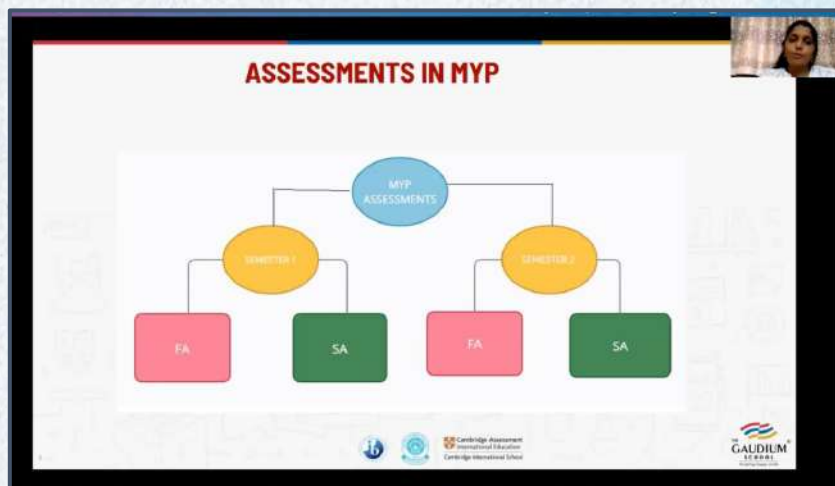 ASSESSMENTS IN MYP
MYP
ASSESSMENTS
SEMESTER 1
SEMESTER 2
FA
SA
FA
SA
Cambridge Assessment
International Education
Cambridge International School
THE
GAUDIUM
SCHOOL